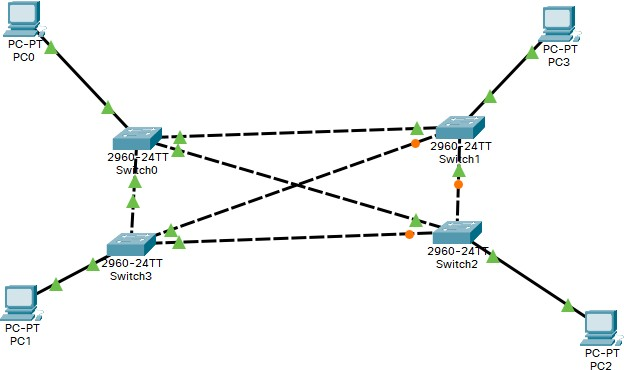 PC-PT
PC0
PC-PT
PC3
2960-24TT
Switch0
2960-24TT
Switch1
2960-24TT
Switch3
2960-24TT
Switch2
PC-PT
PC1
PC-PT
PC2